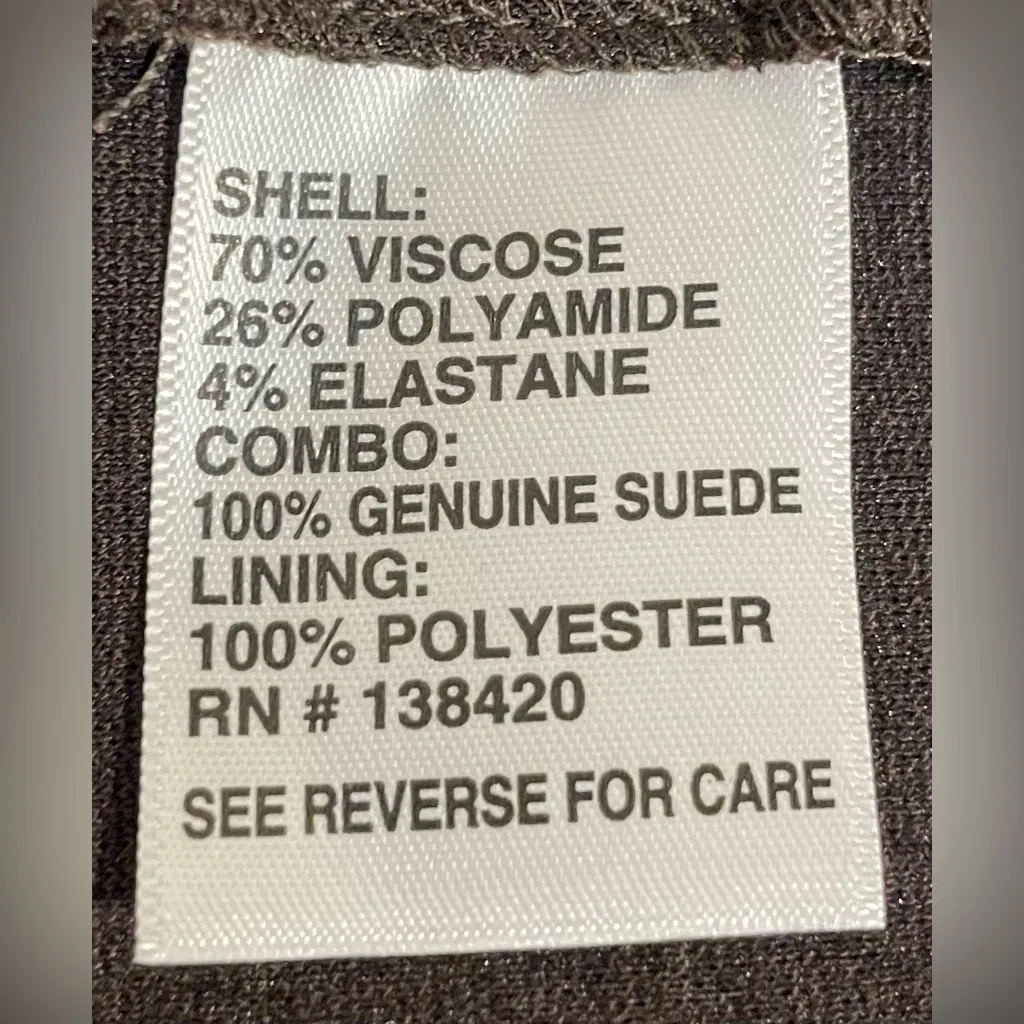 SHELL:
70% VISCOSE
26% POLYAMIDE
4% ELASTANE
COMBO:
100% GENUINE SUEDE
LINING:
100% POLYESTER
RN # 138420
SEE REVERSE FOR CARE